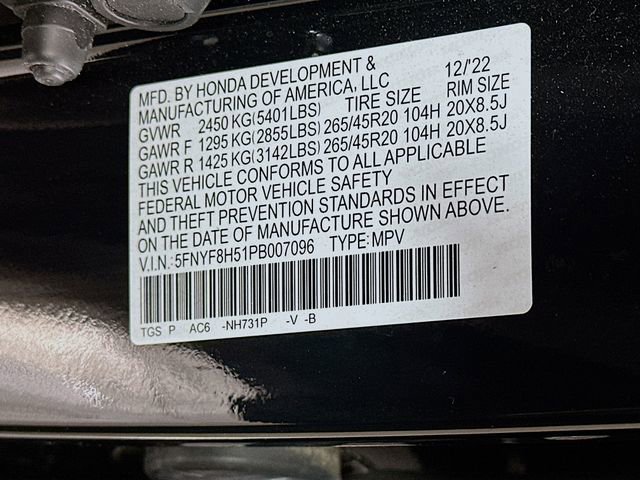 MFD. BY HONDA DEVELOPMENT &
MANUFACTURING OF AMERICA, LLC 12/'22
GVWR 2450 KG(5401LBS) TIRE SIZE RIM SIZE
GAWR F 1295 KG(2855LBS) 265/45R20 104H 20X8.5J
GAWR R 1425 KG(3142LBS) 265/45R20 104H 20X8.5J
THIS VEHICLE CONFORMS TO ALL APPLICABLE
FEDERAL MOTOR VEHICLE SAFETY
AND THEFT PREVENTION STANDARDS IN EFFECT
ON THE DATE OF MANUFACTURE SHOWN ABOVE.
V.I.N.: 5FNYF8H51PB007096 TYPE: MPV
TGS P AC6 -NH731P -V -B